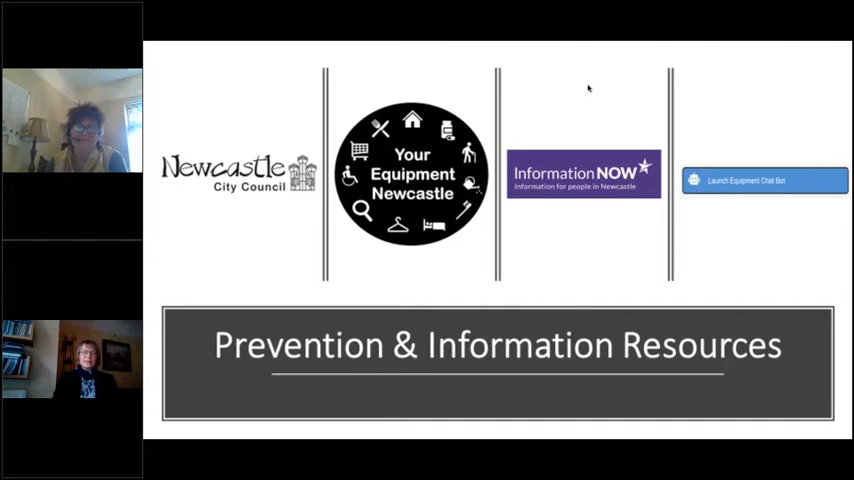 Newcastle
City Council
Your
Equipment
Newcastle
Information NOW
Information for people in Newcastle
Launch Equipment Chat Bot
Prevention & Information Resources